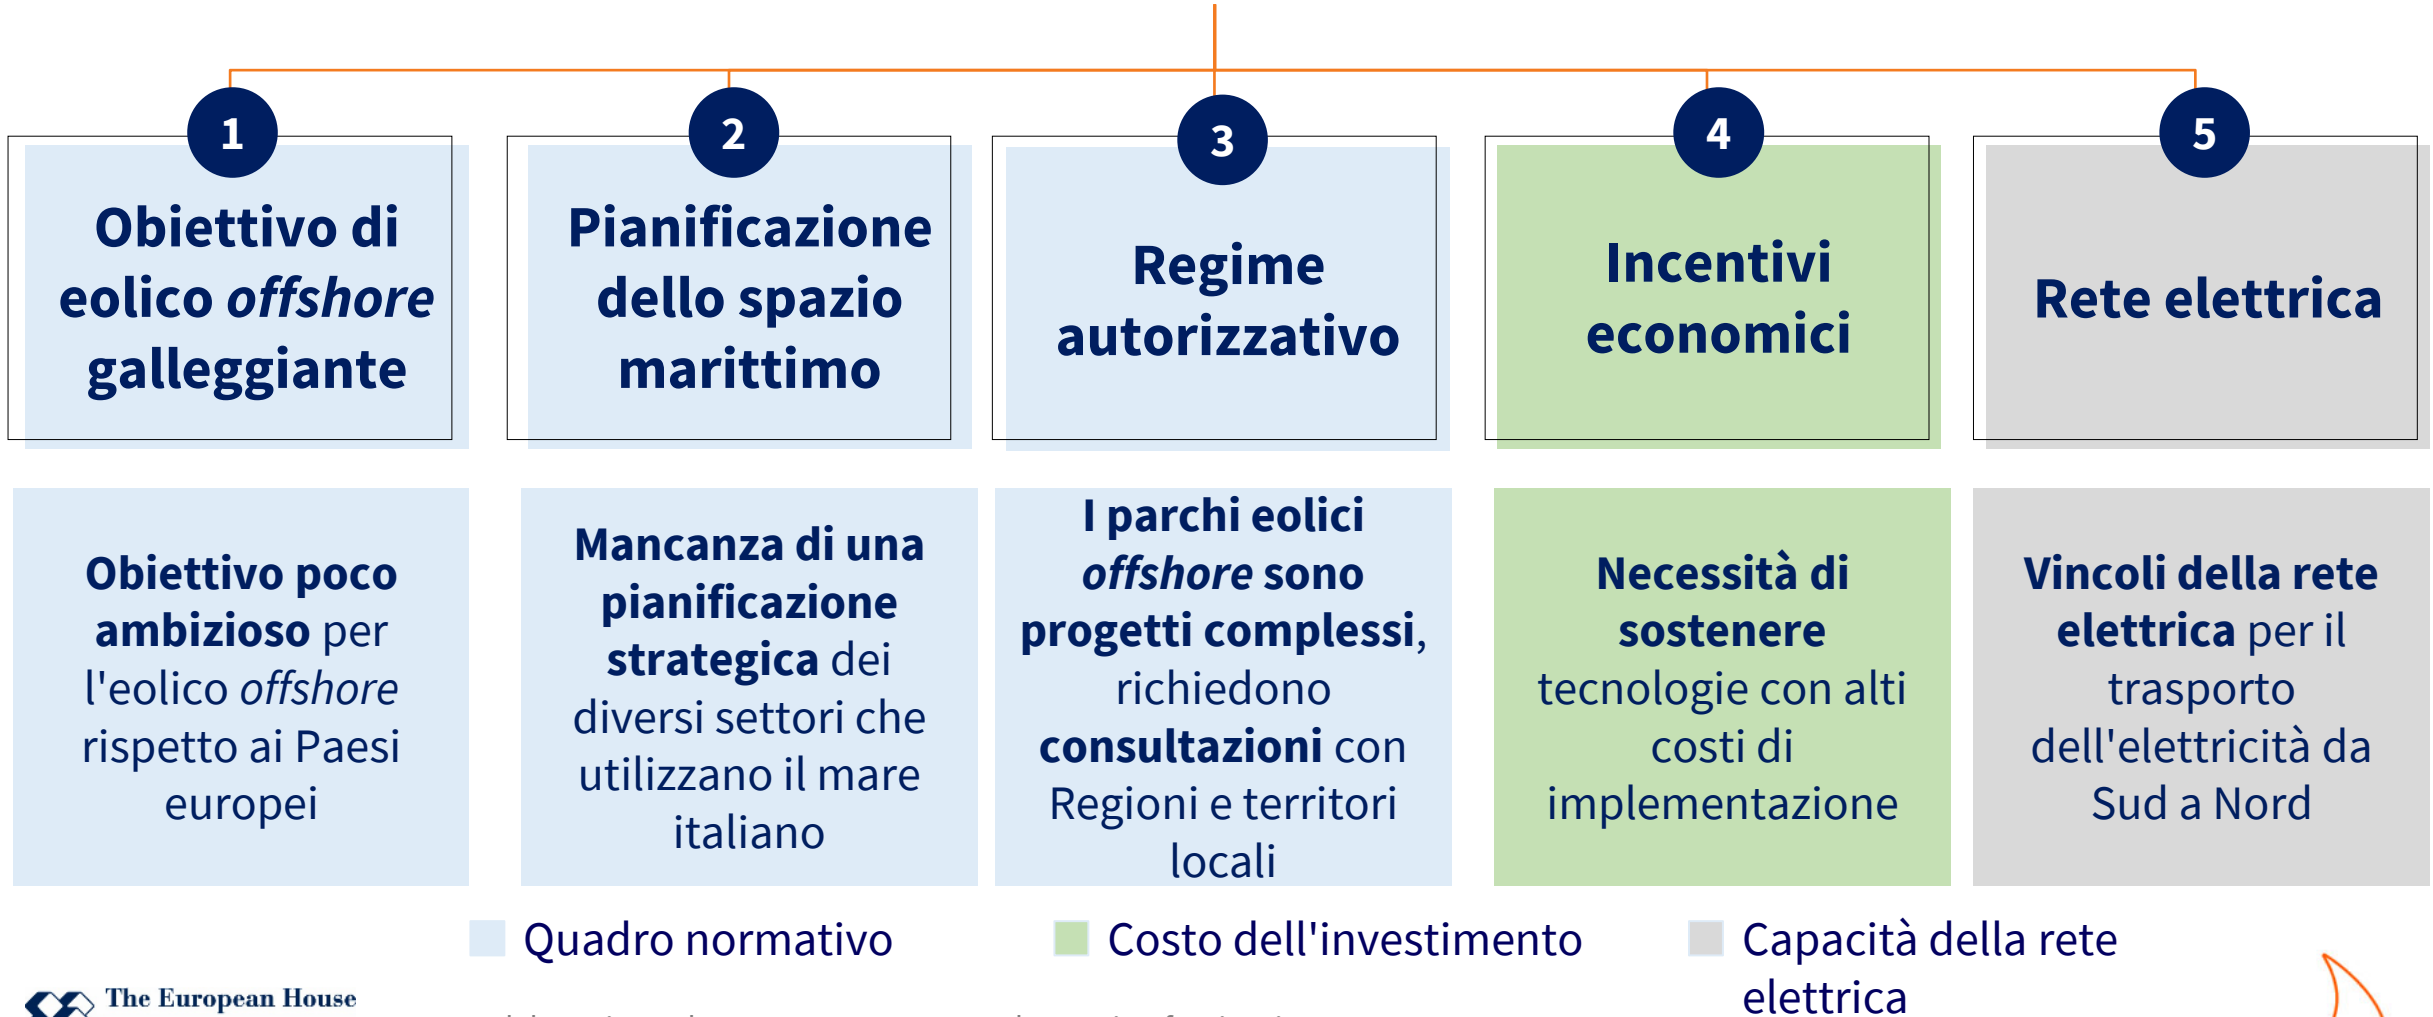 1
Obiettivo di
eolico offshore
galleggiante
2
Pianificazione
dello spazio
marittimo
3
Regime
autorizzativo
4
Incentivi
economici
5
Rete elettrica
Obiettivo poco
ambizioso per
l'eolico offshore
rispetto ai Paesi
europei
Mancanza di una
pianificazione
strategica dei
diversi settori che
utilizzano il mare
italiano
I parchi eolici
offshore sono
progetti complessi,
richiedono
consultazioni con
Regioni e territori
locali
Necessità di
sostenere
tecnologie con alti
costi di
implementazione
Vincoli della rete
elettrica per il
trasporto
dell'elettricità da
Sud a Nord
Quadro normativo
Costo dell'investimento
Capacità della rete
elettrica
The European House